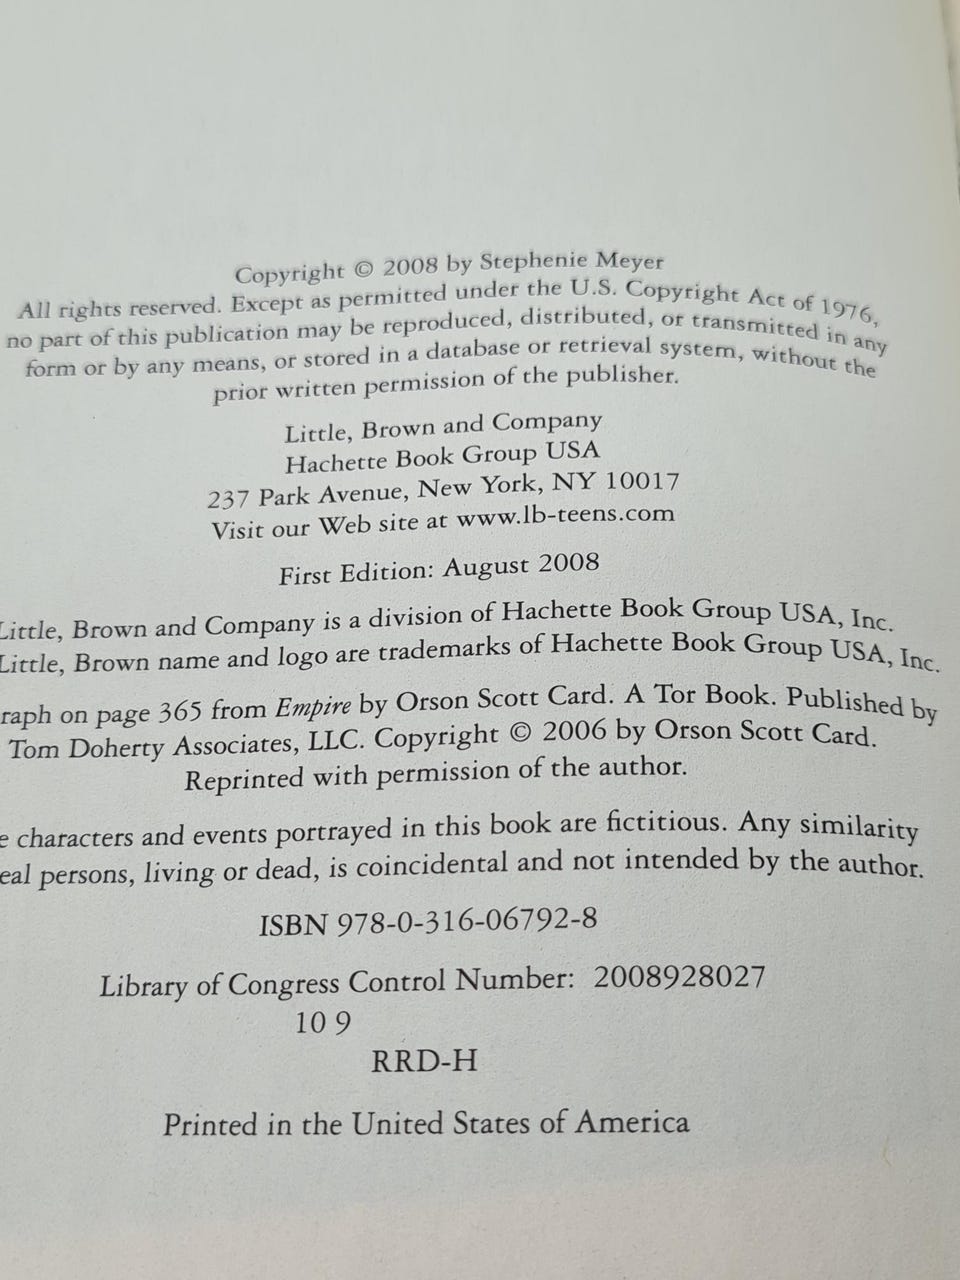 Copyright © 2008 by Stephenie Meyer
All rights reserved. Except as permitted under the U.S. Copyright Act of 1976,
no part of this publication may be reproduced, distributed, or transmitted in any
form or by any means, or stored in a database or retrieval system, without the
prior written permission of the publisher.
Little, Brown and Company
Hachette Book Group USA
237 Park Avenue, New York, NY 10017
Visit our Web site at www.lb-teens.com
First Edition: August 2008
Little, Brown and Company is a division of Hachette Book Group USA, Inc.
Little, Brown name and logo are trademarks of Hachette Book Group USA, Inc.
raph on page 365 from Empire by Orson Scott Card. A Tor Book. Published by
Tom Doherty Associates, LLC. Copyright © 2006 by Orson Scott Card.
Reprinted with permission of the author.
e characters and events portrayed in this book are fictitious. Any similarity
eal persons, living or dead, is coincidental and not intended by the author.
ISBN 978-0-316-06792-8
Library of Congress Control Number: 2008928027
10 9
RRD-H
Printed in the United States of America